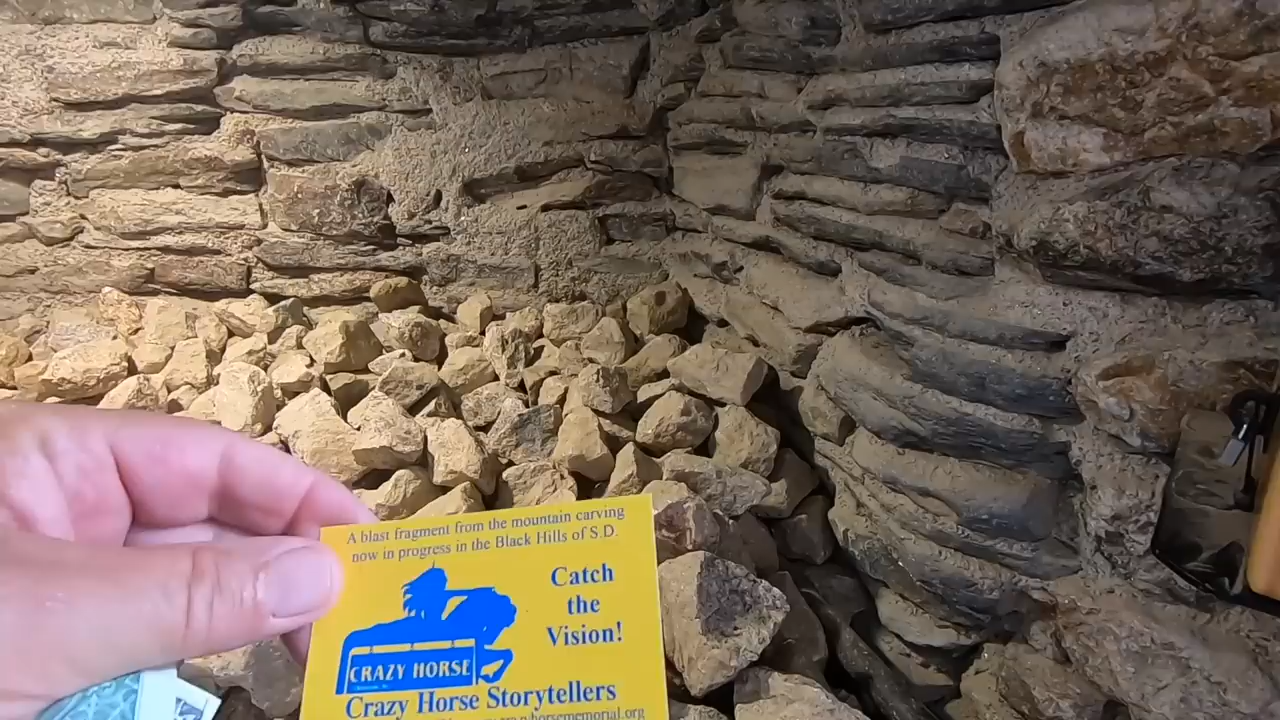 A blast fragment from the mountain carving
now in progress in the Black Hills of S.D.
Catch
the
Vision!
CRAZY HORSE
Crazy Horse Storytellers